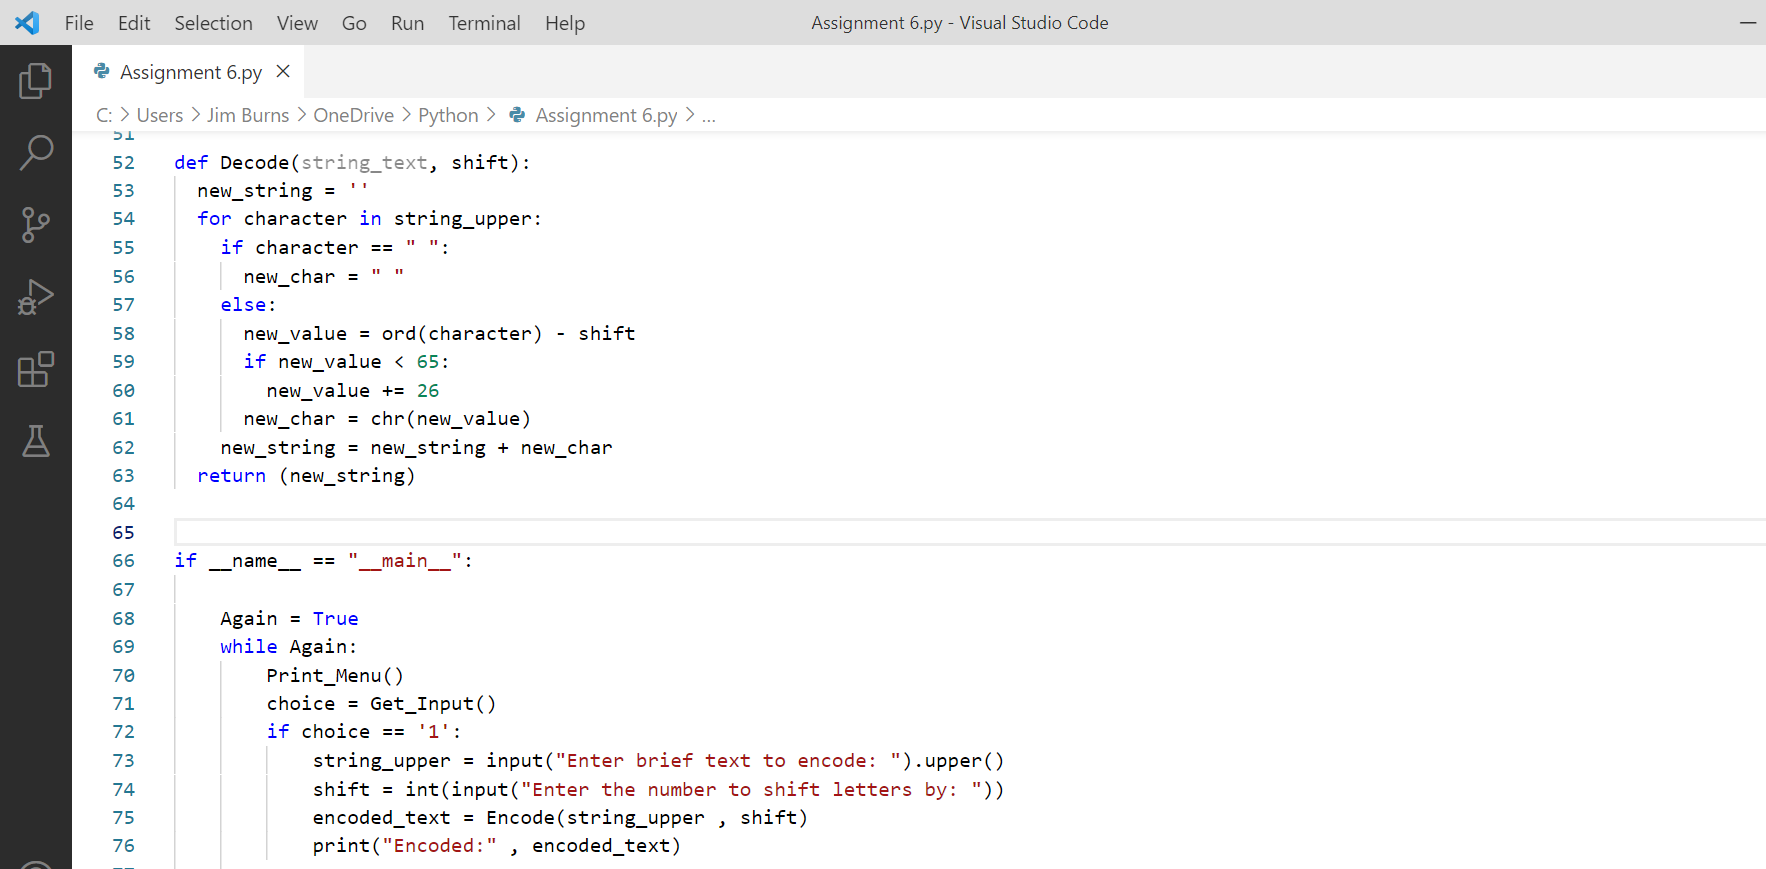 File Edit Selection View Go Run Terminal Help Assignment 6.py - Visual Studio Code
Assignment 6.py
C: > Users > Jim Burns > OneDrive > Python > Assignment 6.py > ...
51
52 def Decode(string_text, shift):
53   new_string = ''
54   for character in string_upper:
55     if character == " ":
56       new_char = " "
57     else:
58       new_value = ord(character) - shift
59       if new_value < 65:
60         new_value += 26
61       new_char = chr(new_value)
62     new_string = new_string + new_char
63   return (new_string)
64
65
66 if __name__ == "__main__":
67
68     Again = True
69     while Again:
70         Print_Menu()
71         choice = Get_Input()
72         if choice == '1':
73             string_upper = input("Enter brief text to encode: ").upper()
74             shift = int(input("Enter the number to shift letters by: "))
75             encoded_text = Encode(string_upper , shift)
76             print("Encoded:" , encoded_text)